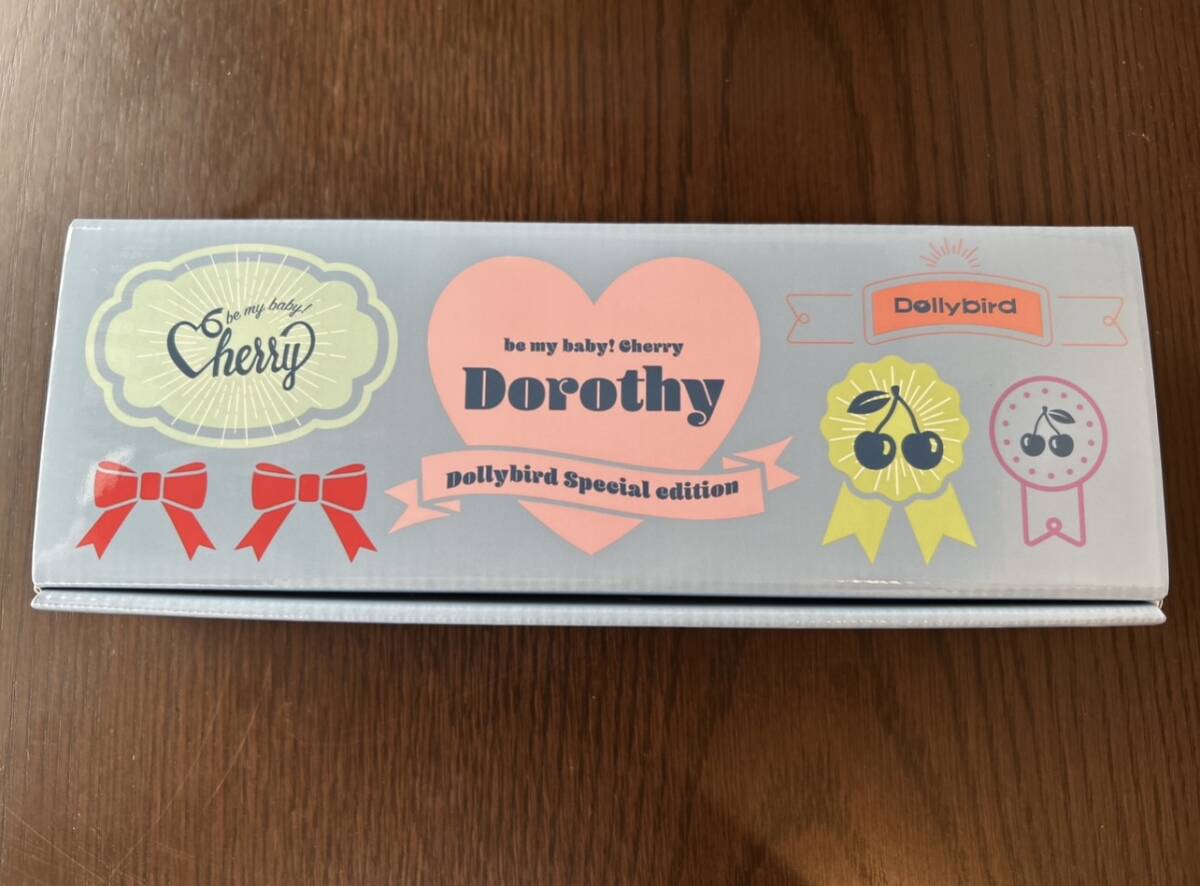 be my baby!
Cherry
be my baby! Cherry
Dorothy
Dollybird Special edition
Dollybird